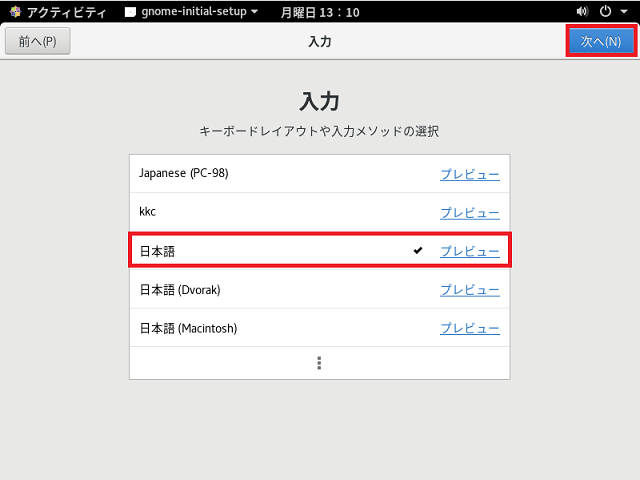 アクティビティ gnome-initial-setup 月曜日 13：10
前へ(P) 入力 次へ(N)
入力
キーボードレイアウトや入力メソッドの選択
Japanese (PC-98) プレビュー
kkc プレビュー
日本語 プレビュー
日本語 (Dvorak) プレビュー
日本語 (Macintosh) プレビュー